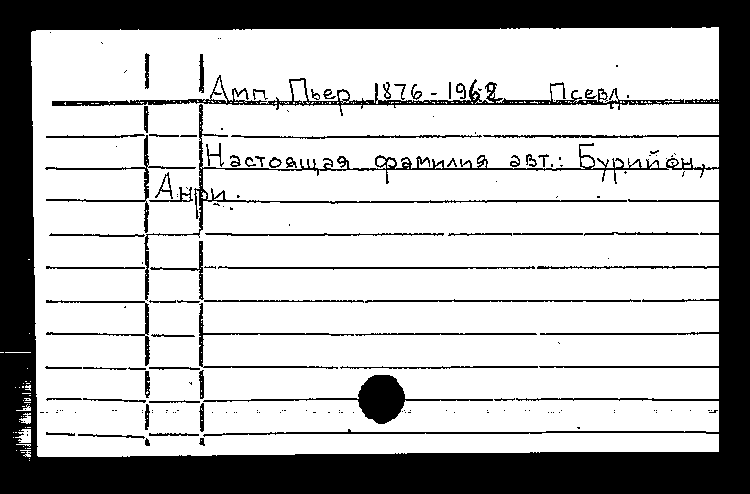 Амп, Пьер, 1876-1962 Псевд.
Настоящая фамилия авт.: Бурийон,
Анри.